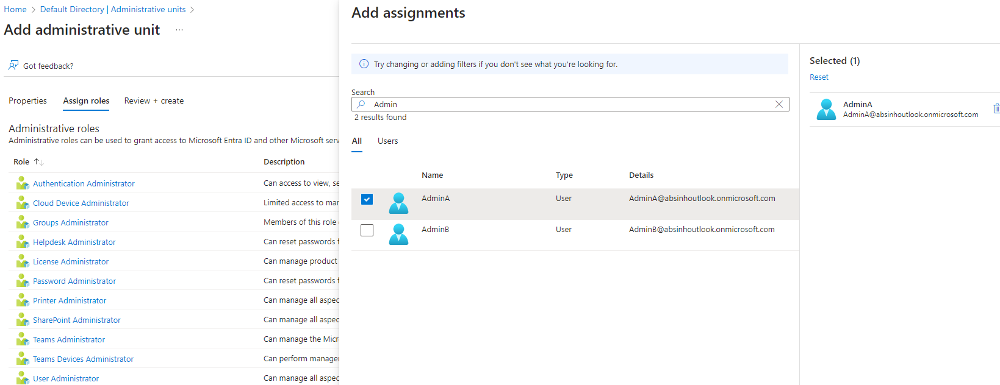 Home > Default Directory | Administrative units >
Add administrative unit ...
Got feedback?
Properties Assign roles Review + create
Administrative roles
Administrative roles can be used to grant access to Microsoft Entra ID and other Microsoft serv
Role ↑↓ Description
Authentication Administrator Can access to view, se
Cloud Device Administrator Limited access to mar
Groups Administrator Members of this role
Helpdesk Administrator Can reset passwords f
License Administrator Can manage product
Password Administrator Can reset passwords f
Printer Administrator Can manage all aspec
SharePoint Administrator Can manage all aspec
Teams Administrator Can manage the Micr
Teams Devices Administrator Can perform manager
User Administrator Can manage all aspec
Add assignments
Try changing or adding filters if you don't see what you're looking for.
Search
Admin
2 results found
All Users
Name Type Details
AdminA User AdminA@absinhoutlook.onmicrosoft.com
AdminB User AdminB@absinhoutlook.onmicrosoft.com
Selected (1)
Reset
AdminA
AdminA@absinhoutlook.onmicrosoft.com